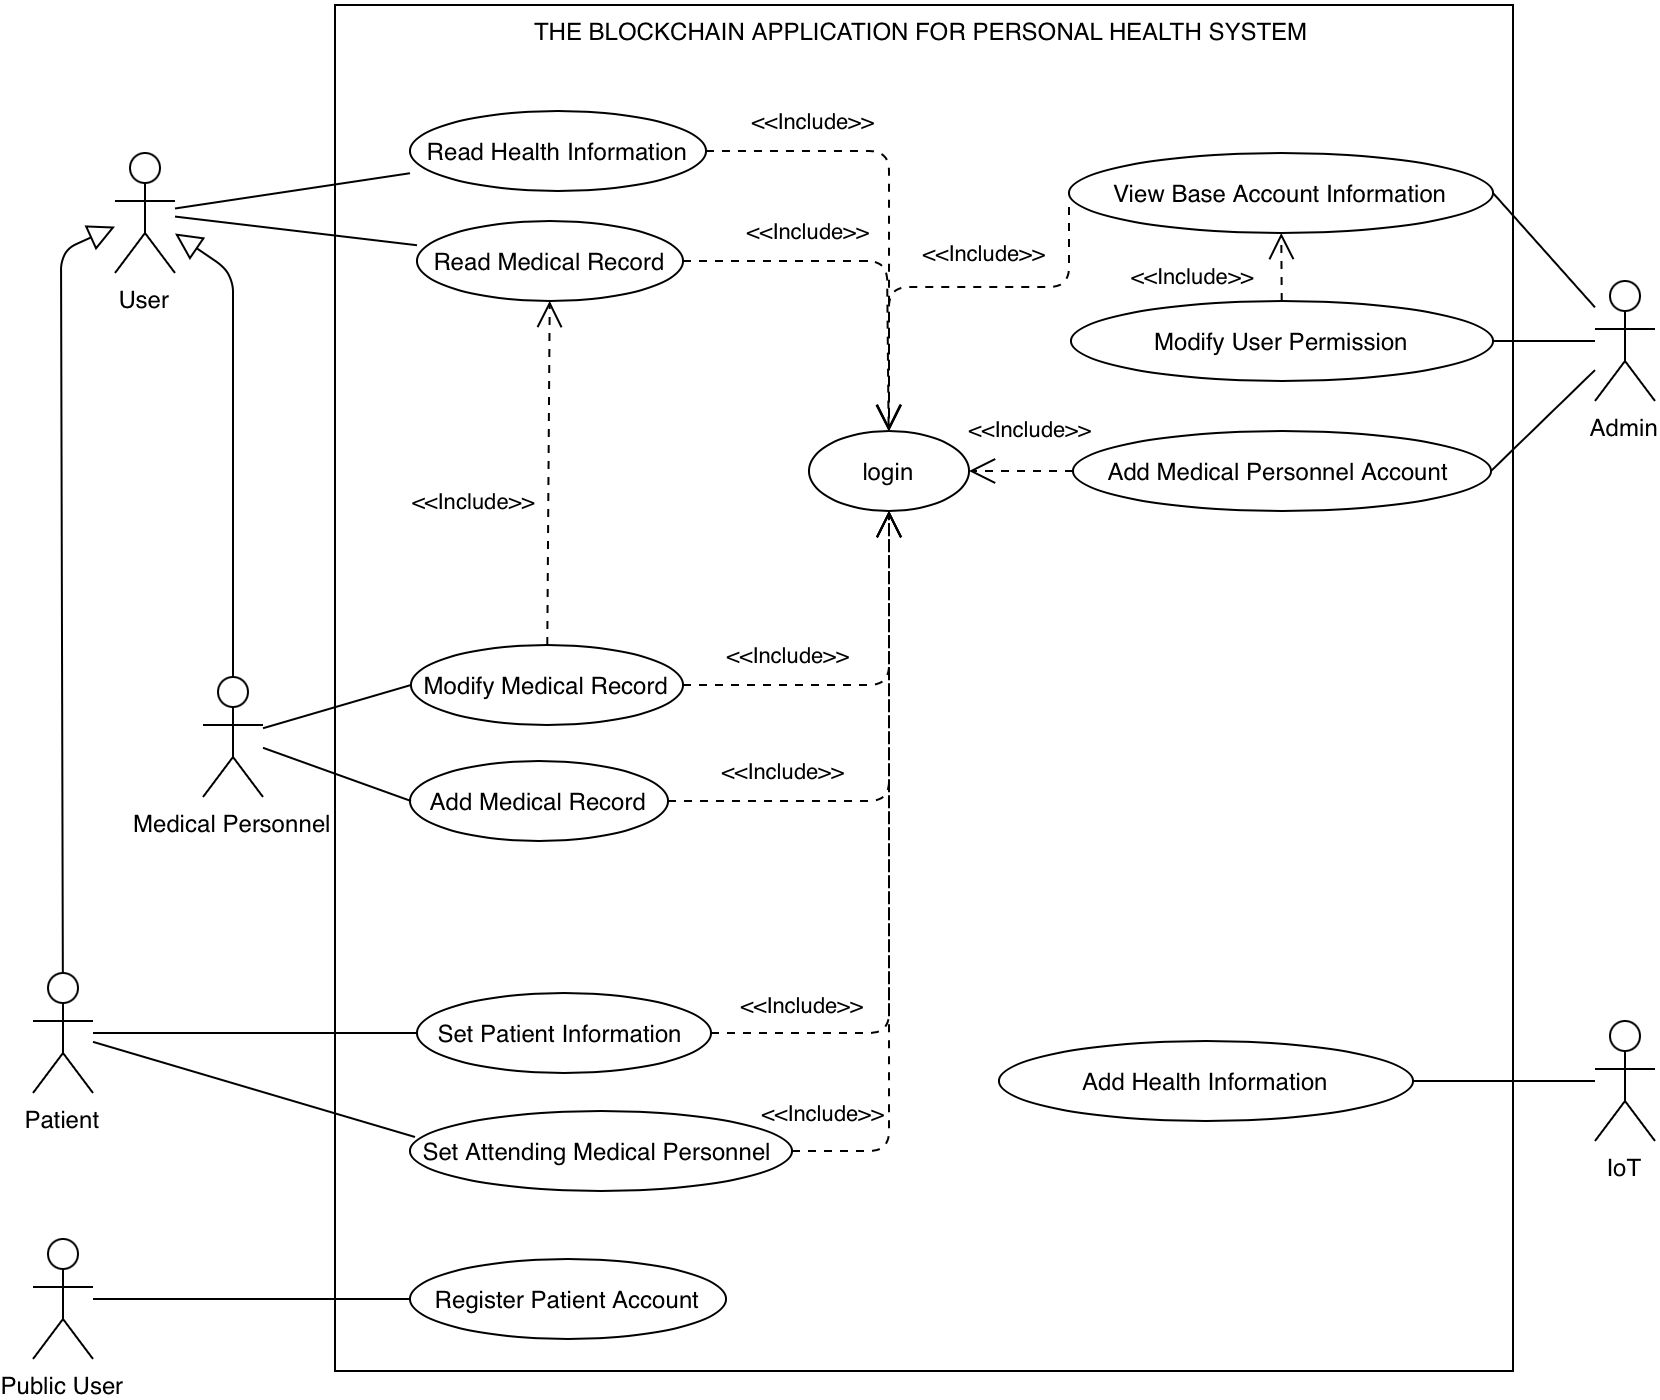 THE BLOCKCHAIN APPLICATION FOR PERSONAL HEALTH SYSTEM
<<Include>>
Read Health Information
View Base Account Information
<<Include>>
<<Include>>
Read Medical Record
<<Include>>
User
Modify User Permission
Admin
<<Include>>
login
Add Medical Personnel Account
<<Include>>
<<Include>>
Modify Medical Record
<<Include>>
Add Medical Record
Medical Personnel
<<Include>>
Set Patient Information
Add Health Information
<<Include>>
Patient
Set Attending Medical Personnel
IoT
Register Patient Account
Public User